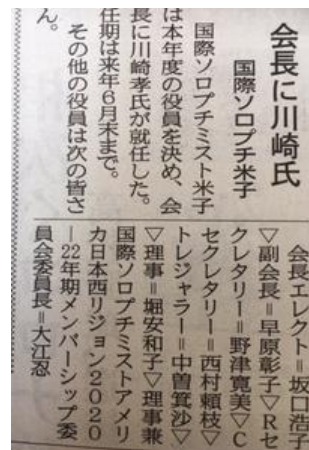 会長に川崎氏
国際ソロプチ米子
国際ソロプチミスト米子
は本年度の役員を決め、会
長に川崎孝氏が就任した。
任期は来年6月末まで。
その他の役員は次の皆さ
ん。
会長エレクト＝坂口浩子
▽副会長＝早原彰子▽Rセ
クレタリー＝野津寛美▽C
セクレタリー＝西村頼枝▽
トレジャラー＝中曽箕沙▽
▽理事＝堀安和子▽理事兼
国際ソロプチミストアメリ
カ日本西リジョン2020
―22年期メンバーシップ委
員会委員長＝大江忍